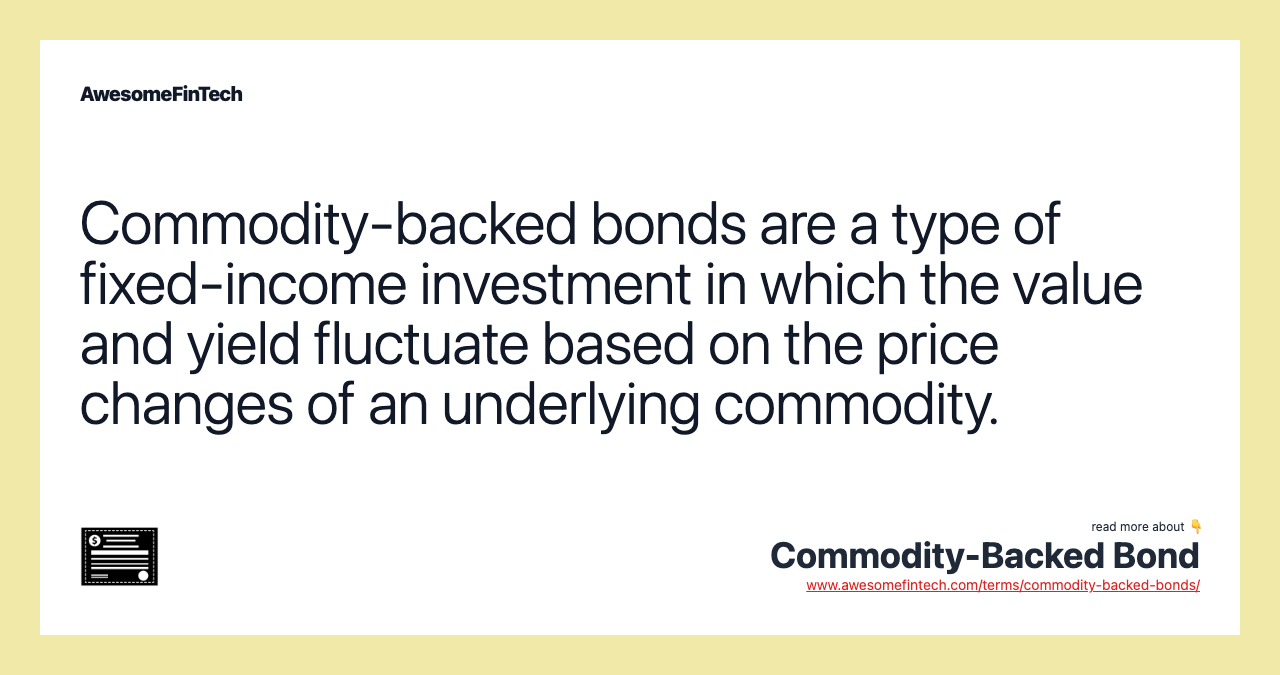 AwesomeFinTech
Commodity-backed bonds are a type of
fixed-income investment in which the value
and yield fluctuate based on the price
changes of an underlying commodity.
$
read more about 👇
Commodity-Backed Bond
www.awesomefintech.com/terms/commodity-backed-bonds/